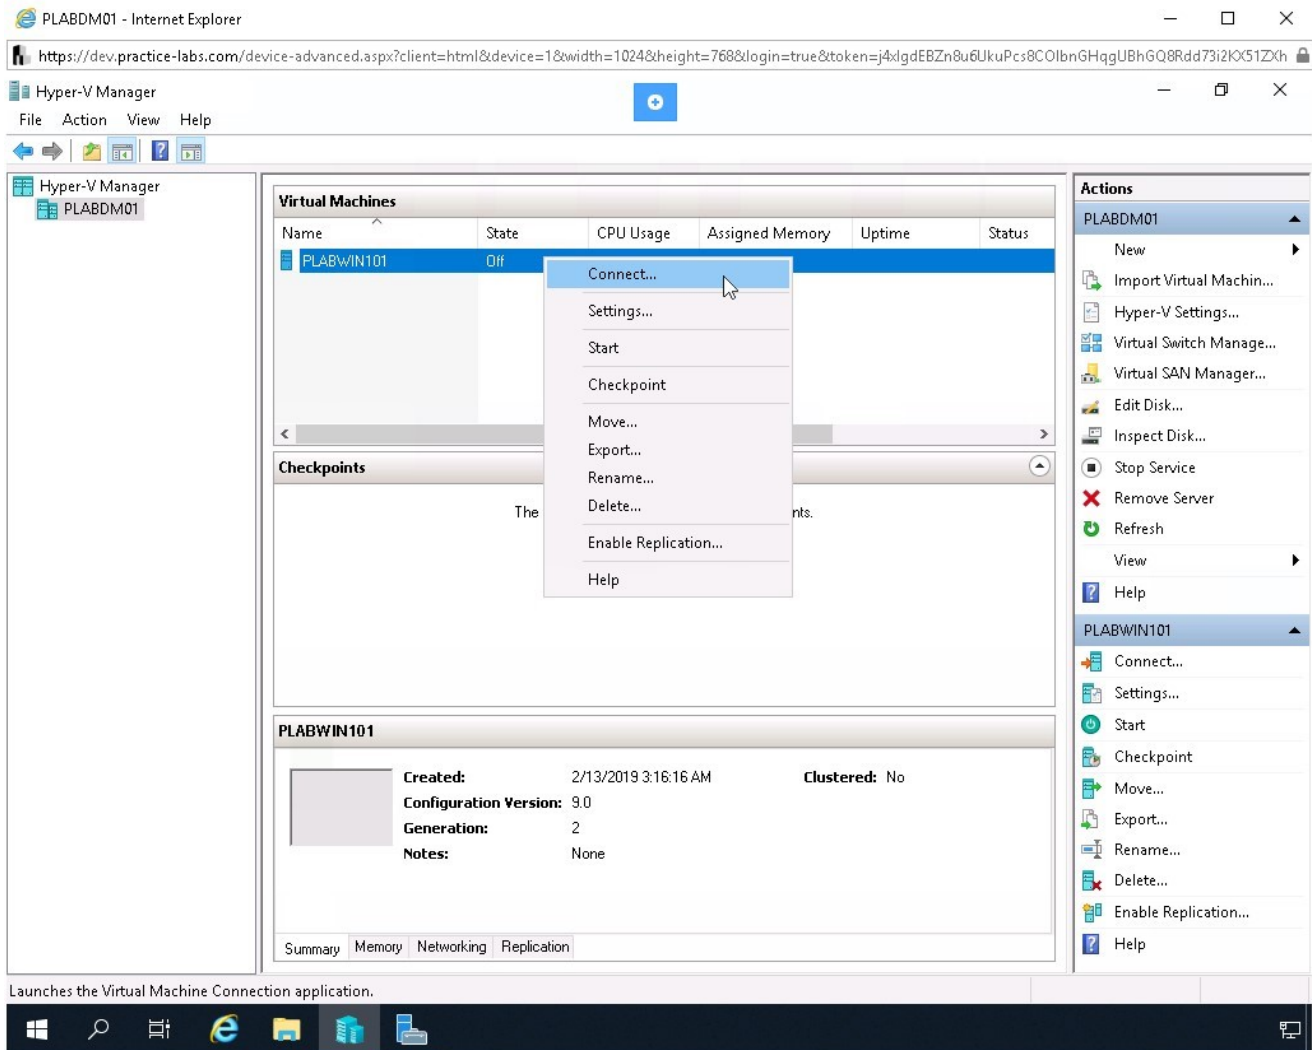 PLABDM01 - Internet Explorer
https://dev.practice-labs.com/device-advanced.aspx?client=html&device=1&width=1024&height=768&login=true&token=j4xIgdEBZn8u6UkuPcs8COIbnGHqgUBhGQ8Rdd73i2KX51ZXh
Hyper-V Manager
File Action View Help
Hyper-V Manager
PLABDM01
Virtual Machines
Name State CPU Usage Assigned Memory Uptime Status
PLABWIN101 Off
Connect...
Settings...
Start
Checkpoint
Move...
Export...
Rename...
Delete...
Enable Replication...
Help
Checkpoints
The nts.
PLABWIN101
Created: 2/13/2019 3:16:16 AM Clustered: No
Configuration Version: 9.0
Generation: 2
Notes: None
Summary Memory Networking Replication
Actions
PLABDM01
New
Import Virtual Machin...
Hyper-V Settings...
Virtual Switch Manage...
Virtual SAN Manager...
Edit Disk...
Inspect Disk...
Stop Service
Remove Server
Refresh
View
Help
PLABWIN101
Connect...
Settings...
Start
Checkpoint
Move...
Export...
Rename...
Delete...
Enable Replication...
Help
Launches the Virtual Machine Connection application.